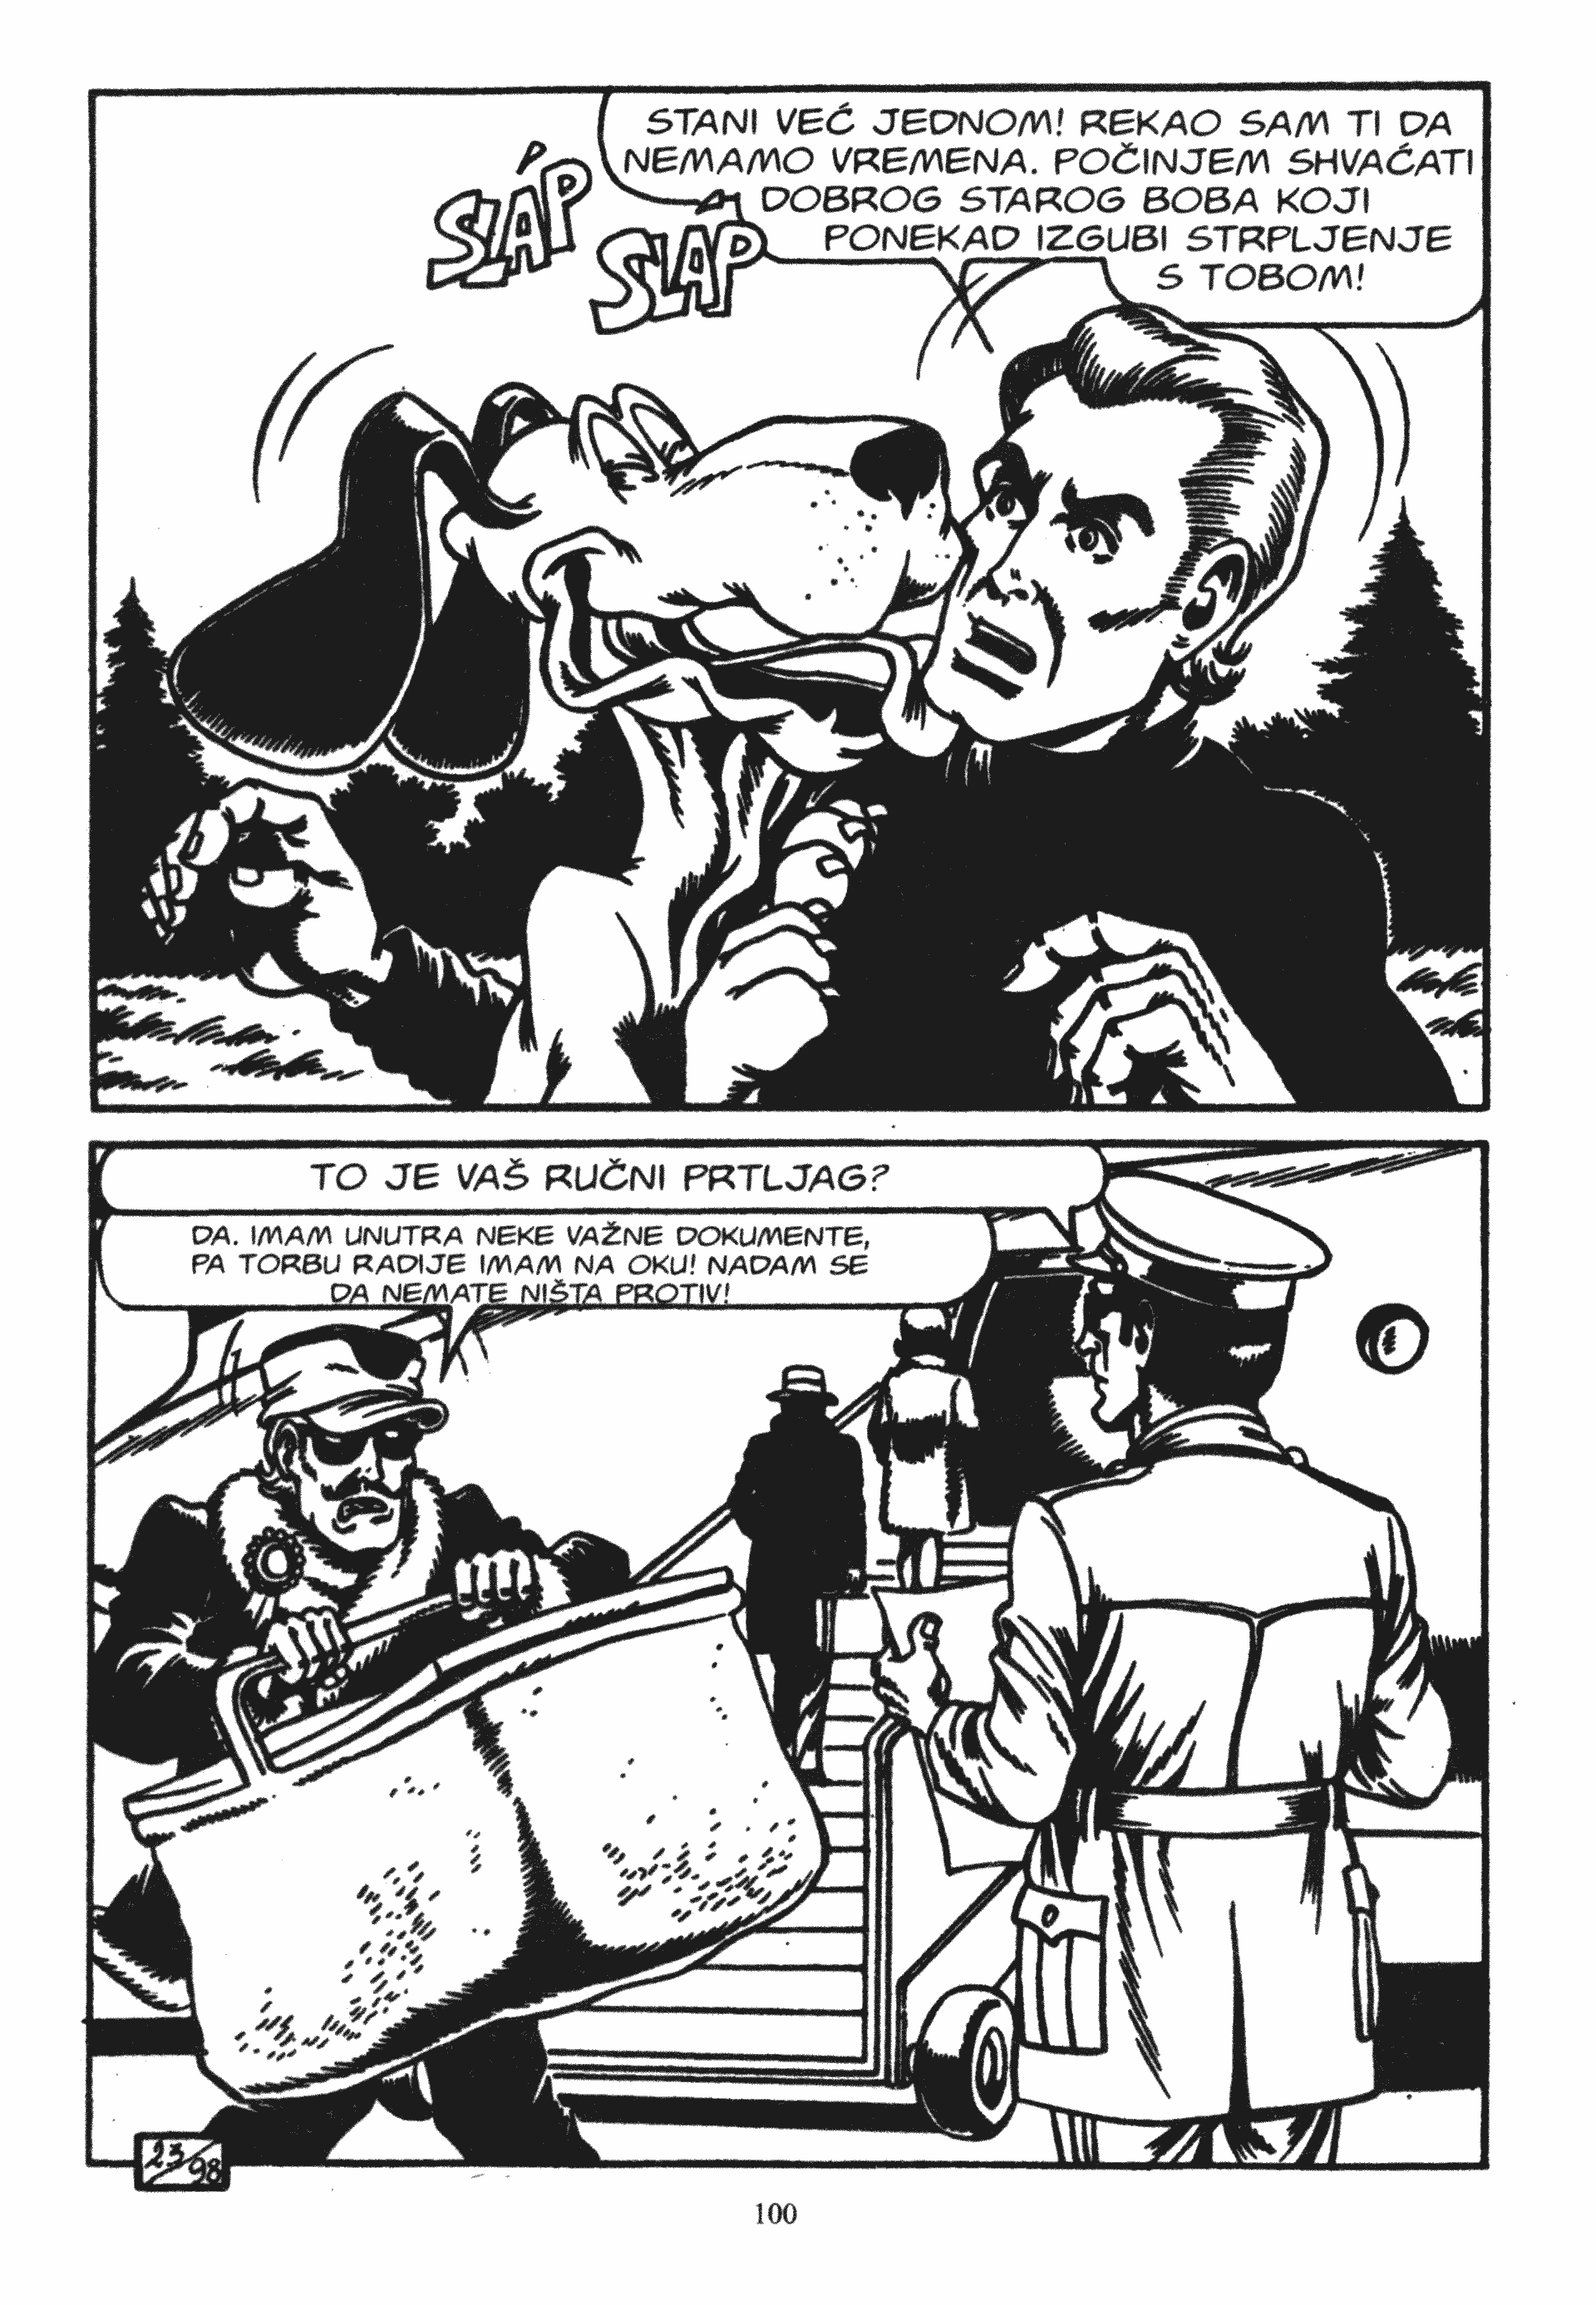 STANI VEĆ JEDNOM! REKAO SAM TI DA
NEMAMO VREMENA. POČINJEM SHVAĆATI
DOBROG STAROG BOBA KOJI
PONEKAD IZGUBI STRPLJENJE
S TOBOM!
SLÁP
SLÁP
TO JE VAŠ RUČNI PRTLJAG?
DA. IMAM UNUTRA NEKE VAŽNE DOKUMENTE,
PA TORBU RADIJE IMAM NA OKU! NADAM SE
DA NEMATE NIŠTA PROTIV!
23/98
100